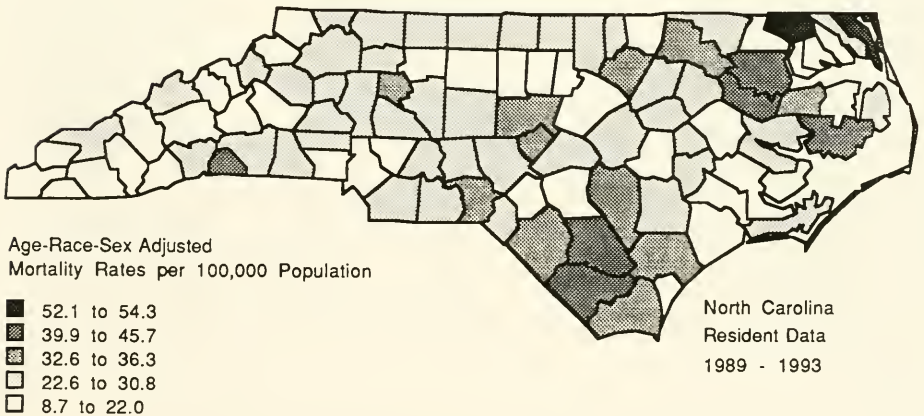 Age-Race-Sex Adjusted
Mortality Rates per 100,000 Population
52.1 to 54.3
39.9 to 45.7
32.6 to 36.3
22.6 to 30.8
8.7 to 22.0
North Carolina
Resident Data
1989 - 1993